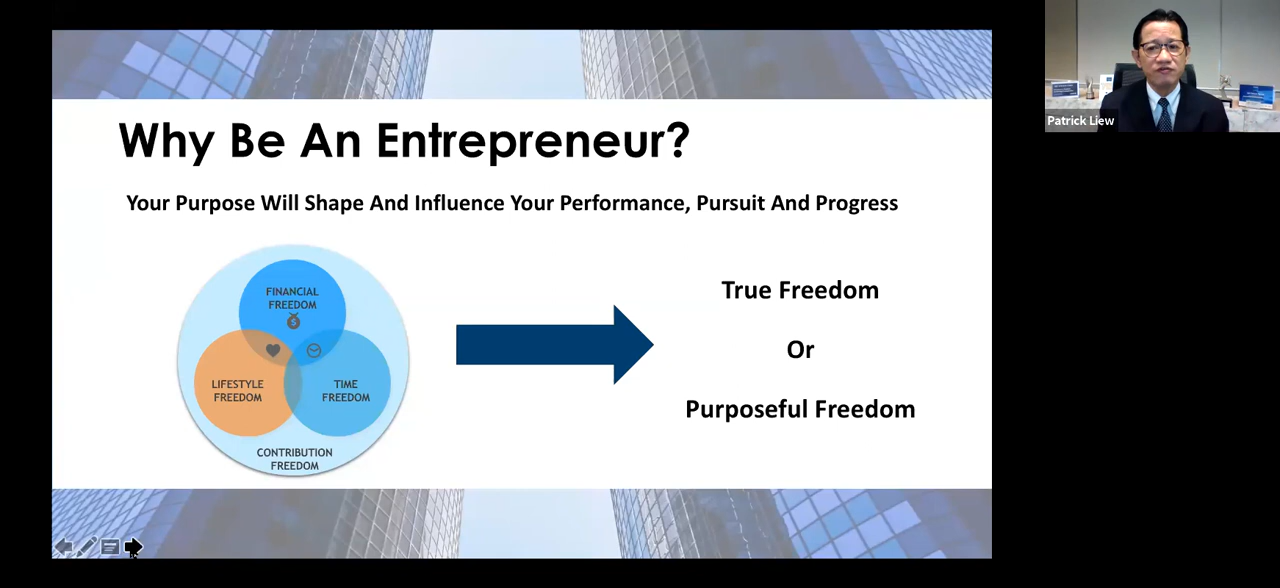 Why Be An Entrepreneur?
Your Purpose Will Shape And Influence Your Performance, Pursuit And Progress
FINANCIAL
FREEDOM
$
LIFESTYLE
FREEDOM
TIME
FREEDOM
CONTRIBUTION
FREEDOM
True Freedom
Or
Purposeful Freedom
Patrick Liew